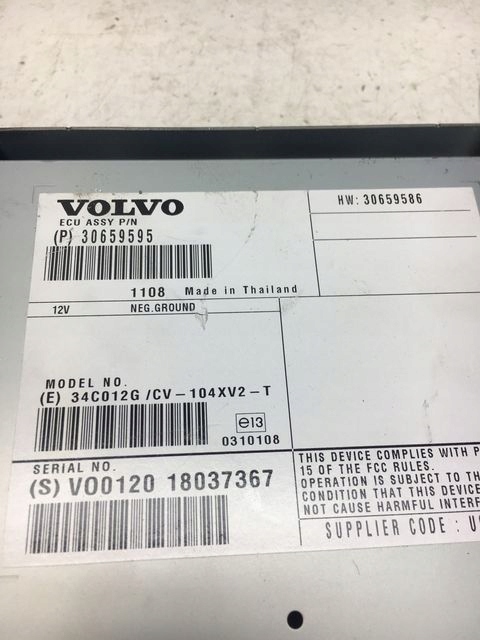 VOLVO
ECU ASSY P/N
(P) 30659595
HW: 30659586
1108 Made in Thailand
12V NEG.GROUND
MODEL NO.
(E) 34C012G /CV-104XV2-T
e13
0310108
SERIAL NO.
(S) V00120 18037367
THIS DEVICE COMPLIES WITH P
15 OF THE FCC RULES.
OPERATION IS SUBJECT TO TH
CONDITION THAT THIS DEVICE
NOT CAUSE HARMFUL INTERF
SUPPLIER CODE : U